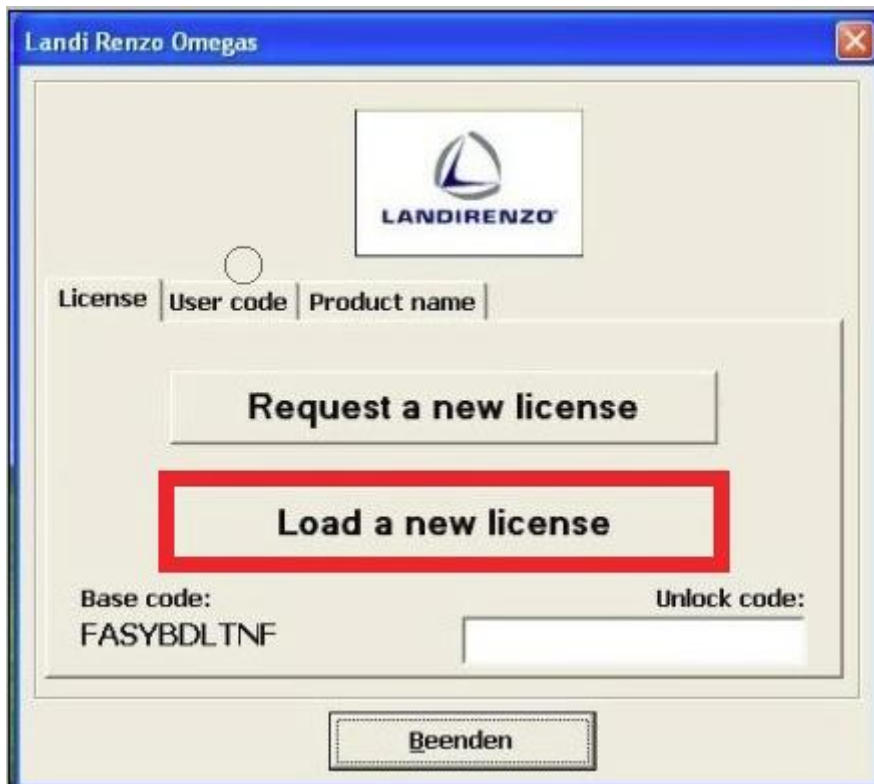 Landi Renzo Omegas
LANDIRENZO®
License User code Product name
Request a new license
Load a new license
Base code: Unlock code:
FASYBDLTNF
Beenden